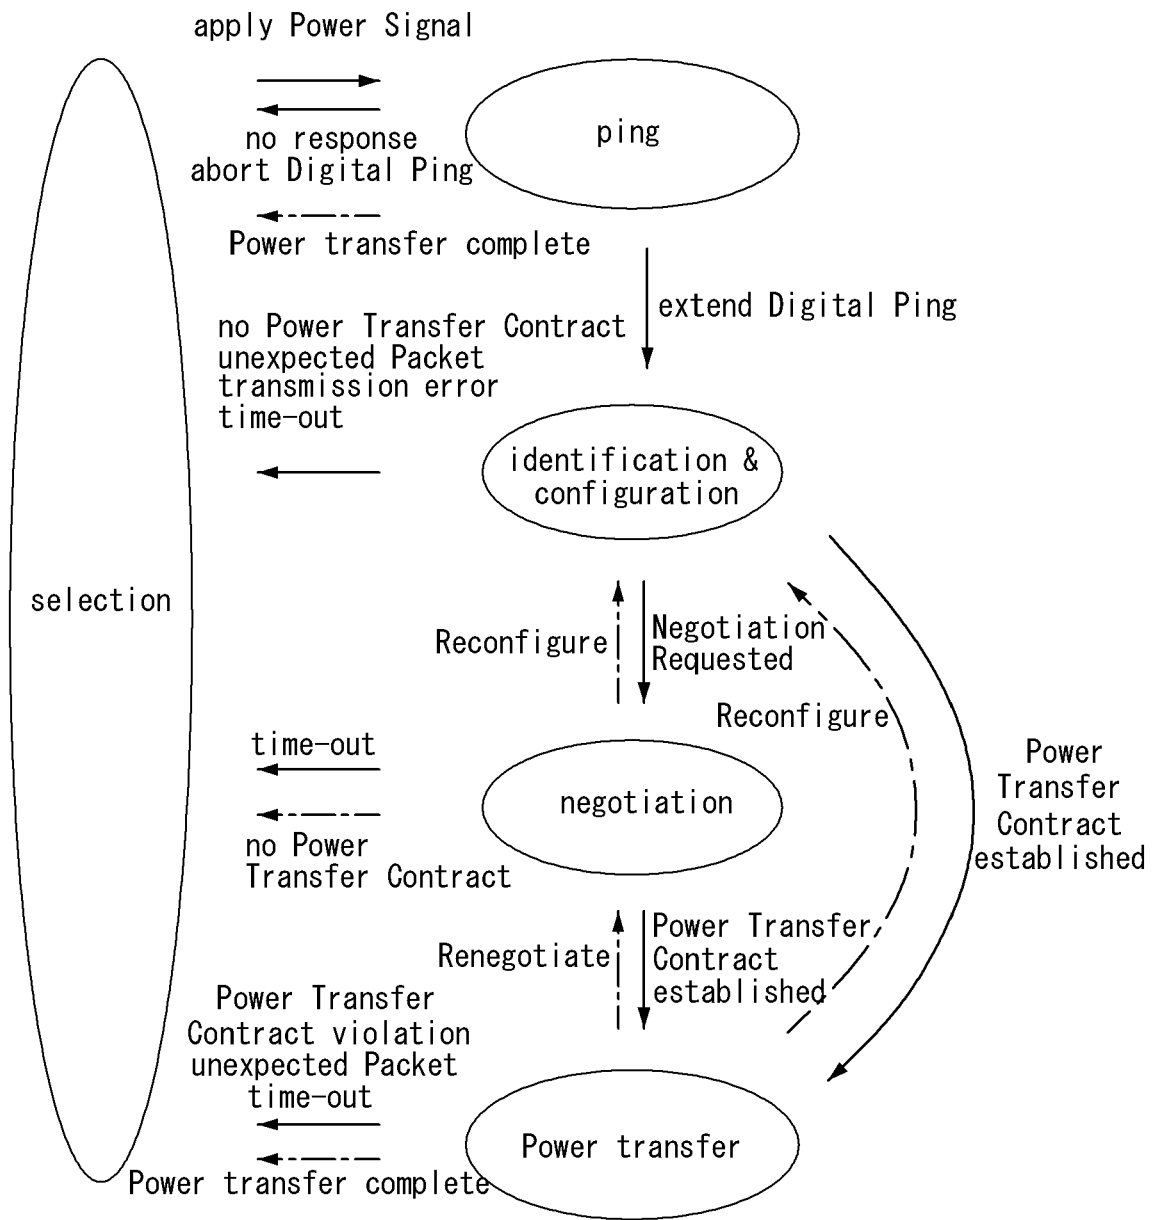 apply Power Signal
ping
no response
abort Digital Ping
Power transfer complete
extend Digital Ping
no Power Transfer Contract
unexpected Packet
transmission error
time-out
identification &
configuration
selection
Reconfigure
Negotiation
Requested
Reconfigure
time-out
negotiation
no Power
Transfer Contract
Power
Transfer
Contract
established
Renegotiate
Power Transfer
Contract
established
Power Transfer
Contract violation
unexpected Packet
time-out
Power transfer
Power transfer complete